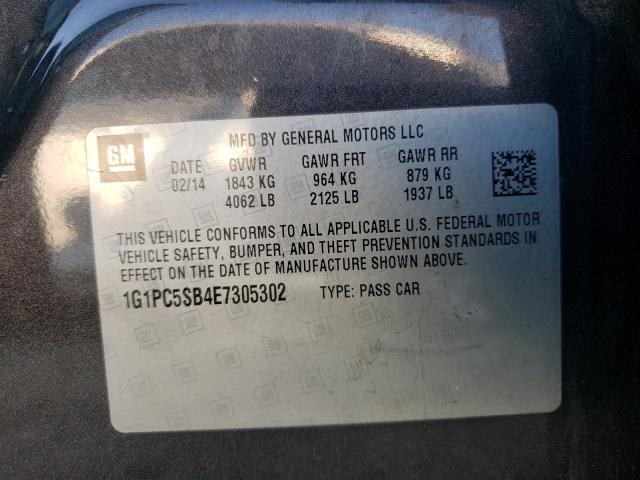 GM
MFD BY GENERAL MOTORS LLC
DATE GVWR GAWR FRT GAWR RR
02/14 1843 KG 964 KG 879 KG
4062 LB 2125 LB 1937 LB
THIS VEHICLE CONFORMS TO ALL APPLICABLE U.S. FEDERAL MOTOR
VEHICLE SAFETY, BUMPER, AND THEFT PREVENTION STANDARDS IN
EFFECT ON THE DATE OF MANUFACTURE SHOWN ABOVE.
1G1PC5SB4E7305302 TYPE: PASS CAR